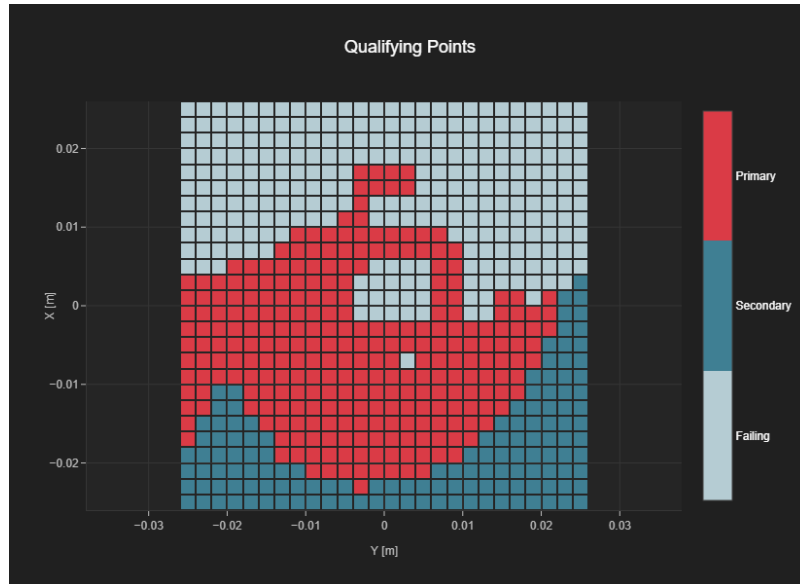 Qualifying Points
0.02
0.01
0
−0.01
−0.02
X [m]
−0.03
−0.02
−0.01
0
0.01
0.02
0.03
Y [m]
Primary
Secondary
Failing